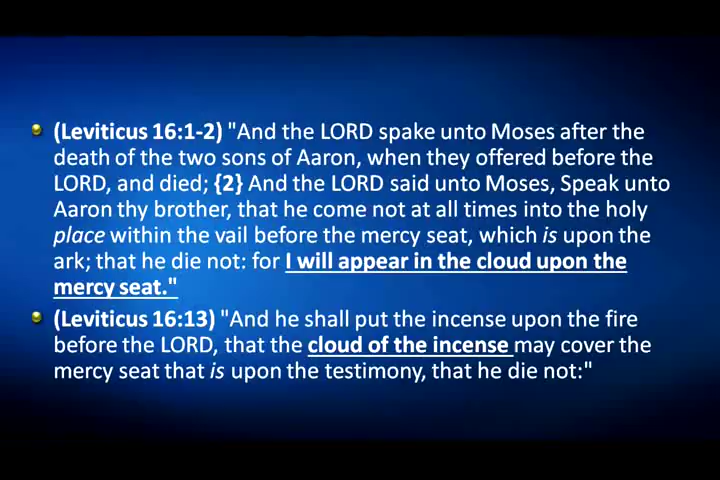 (Leviticus 16:1-2) "And the LORD spake unto Moses after the
death of the two sons of Aaron, when they offered before the
LORD, and died; {2} And the LORD said unto Moses, Speak unto
Aaron thy brother, that he come not at all times into the holy
place within the vail before the mercy seat, which is upon the
ark; that he die not: for I will appear in the cloud upon the
mercy seat."
(Leviticus 16:13) "And he shall put the incense upon the fire
before the LORD, that the cloud of the incense may cover the
mercy seat that is upon the testimony, that he die not:"